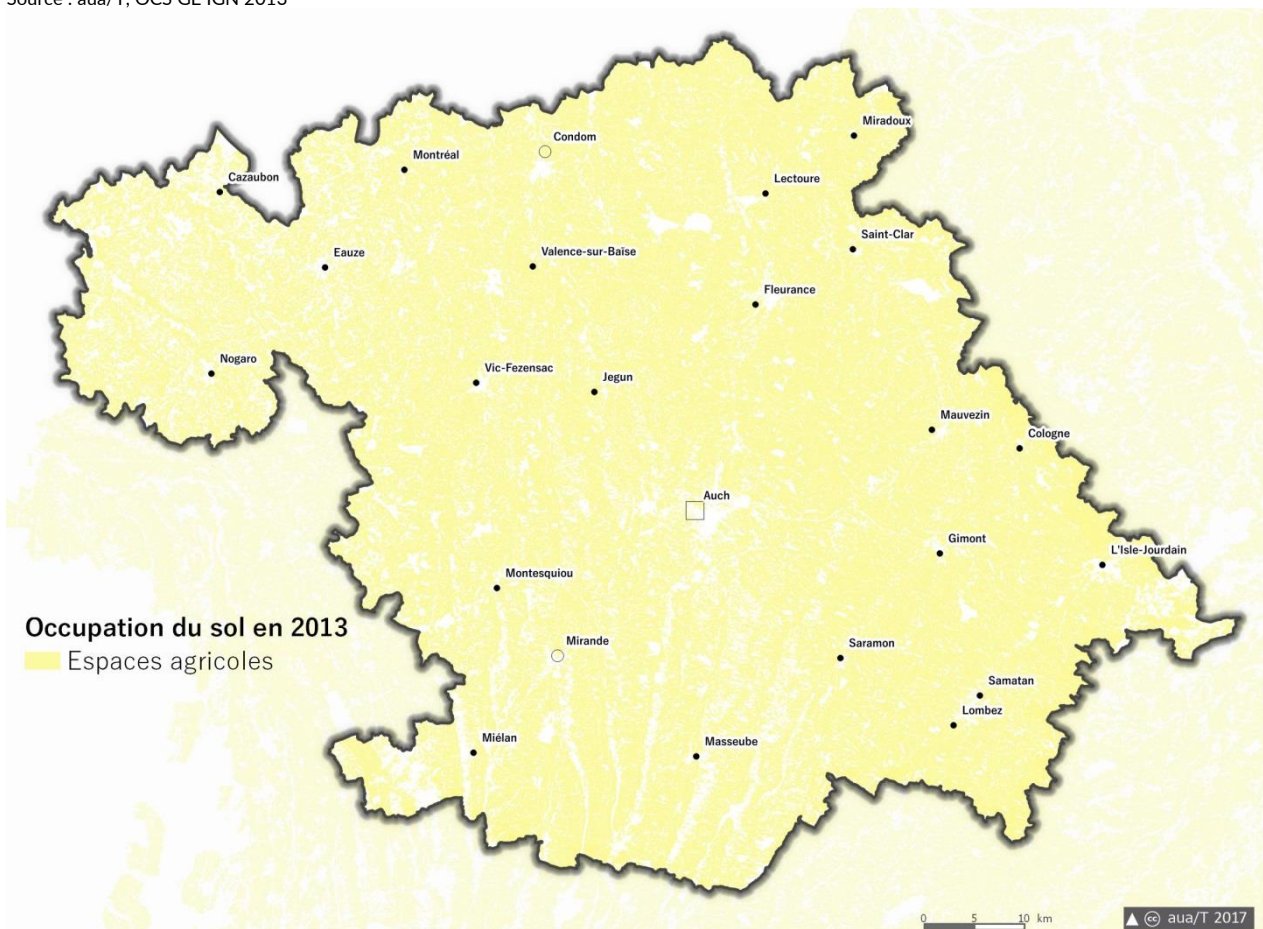 Source : aua/T, OCS GE IGN 2013
Miradoux
Condom
Montréal
Cazaubon
Lectoure
Saint-Clar
Eauze
Valence-sur-Baïse
Fleurance
Nogaro
Vic-Fezensac
Jegun
Mauvezin
Cologne
Auch
Gimont
L'Isle-Jourdain
Montesquiou
Occupation du sol en 2013
Espaces agricoles
Mirande
Saramon
Samatan
Lombez
Miélan
Masseube
0 5 10 km
cc aua/T 2017